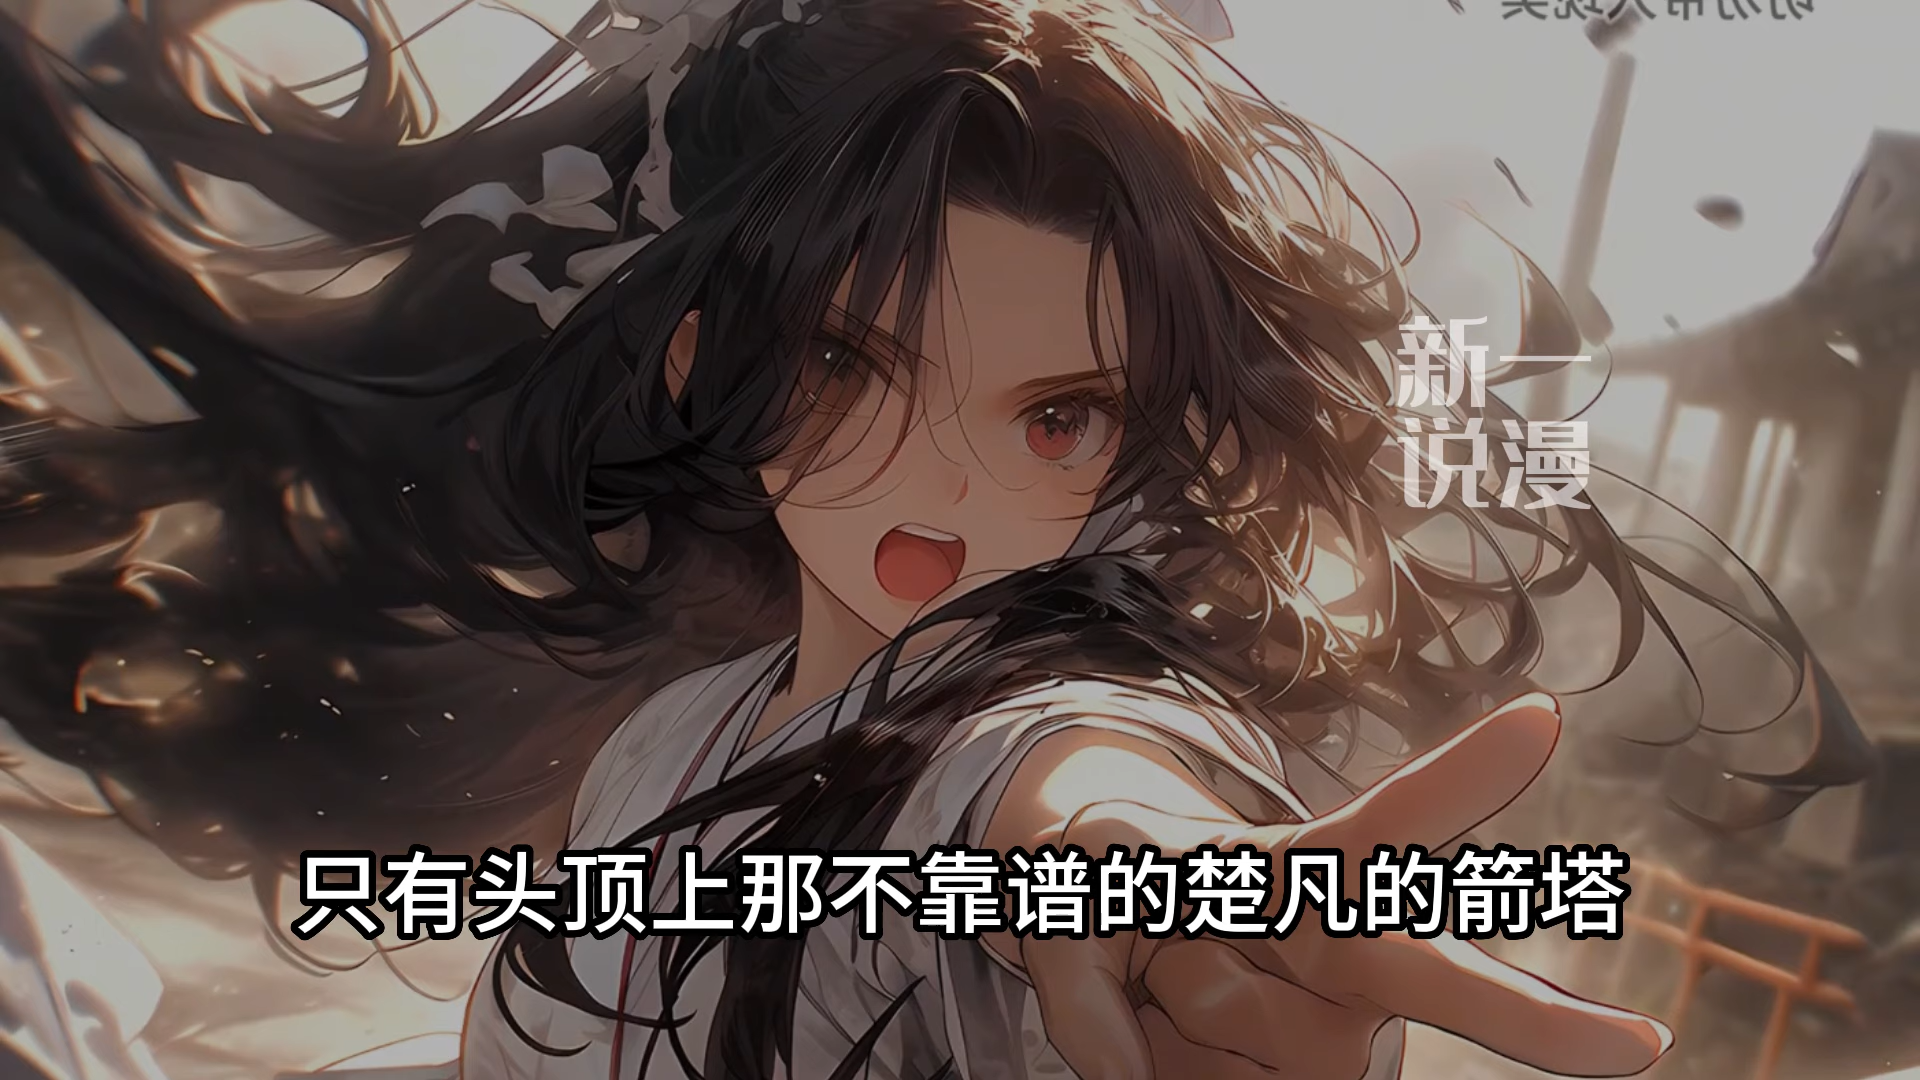 新一
说漫
只有头顶上那不靠谱的楚凡的箭塔